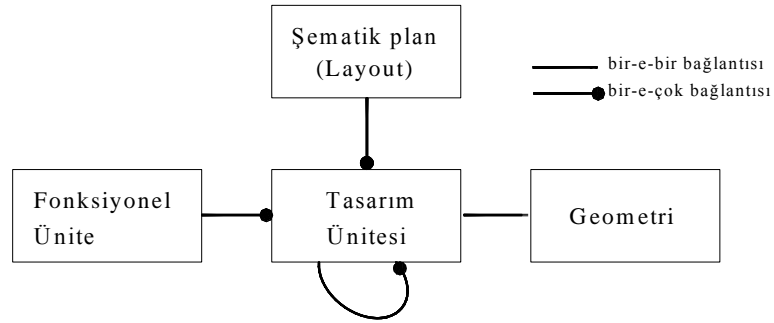 Şematik plan
(Layout)
bir-e-bir bağlantısı
bir-e-çok bağlantısı
Fonksiyonel
Ünite
Tasarım
Ünitesi
Geometri